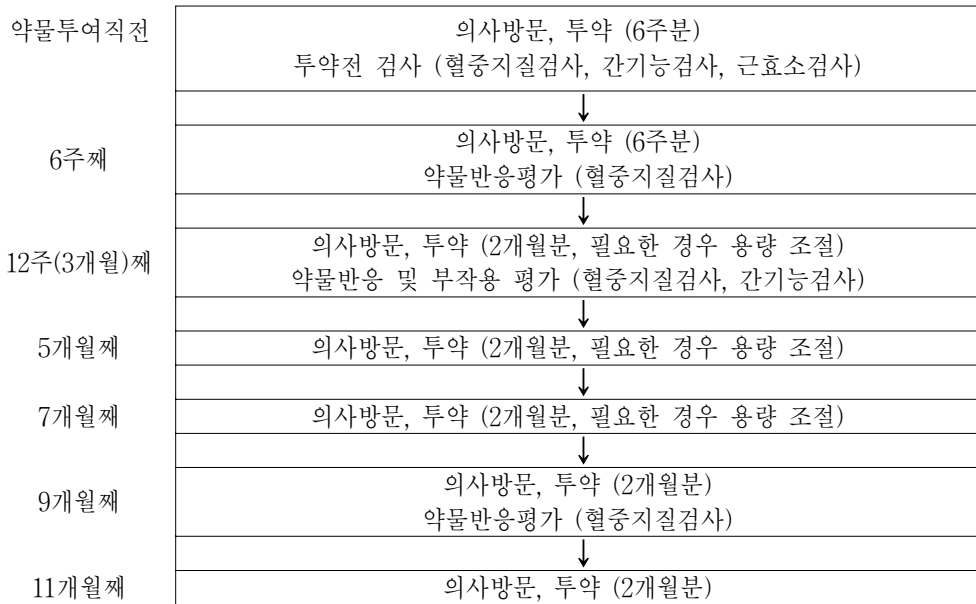 약물투여직전
의사방문, 투약 (6주분)
투약전 검사 (혈중지질검사, 간기능검사, 근효소검사)
↓
6주째
의사방문, 투약 (6주분)
약물반응평가 (혈중지질검사)
↓
12주(3개월)째
의사방문, 투약 (2개월분, 필요한 경우 용량 조절)
약물반응 및 부작용 평가 (혈중지질검사, 간기능검사)
↓
5개월째
의사방문, 투약 (2개월분, 필요한 경우 용량 조절)
↓
7개월째
의사방문, 투약 (2개월분, 필요한 경우 용량 조절)
↓
9개월째
의사방문, 투약 (2개월분)
약물반응평가 (혈중지질검사)
↓
11개월째
의사방문, 투약 (2개월분)